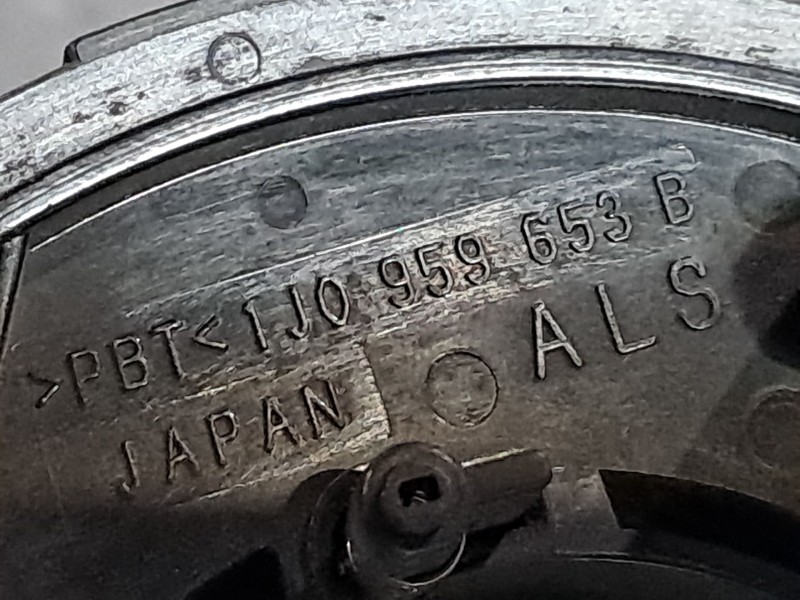 >PBT< 1J0 959 653 B
JAPAN ALS